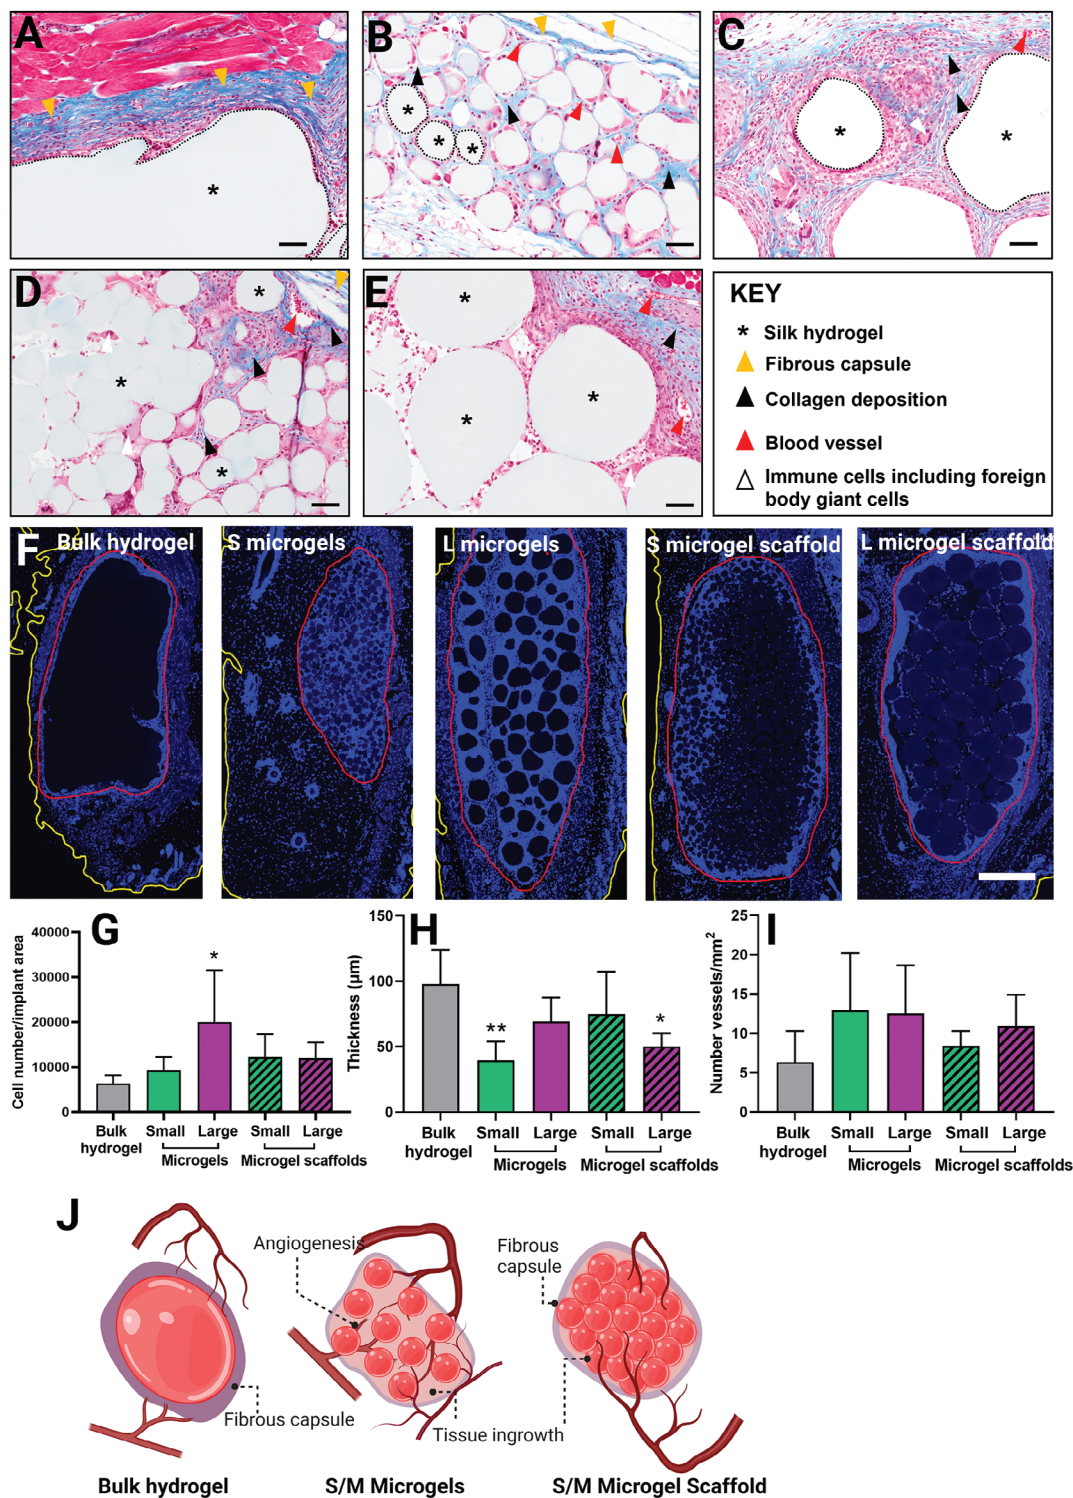 A
B
C
D
E
KEY
* Silk hydrogel
Fibrous capsule
Collagen deposition
Blood vessel
Immune cells including foreign
body giant cells
F
Bulk hydrogel
S microgels
L microgels
S microgel scaffold
L microgel scaffold
G
Cell number/implant area
40000
30000
20000
10000
0
*
Bulk
hydrogel
Small
Large
Small
Large
Microgels
Microgel scaffolds
H
Thickness (µm)
150
100
50
0
**
*
Bulk
hydrogel
Small
Large
Small
Large
Microgels
Microgel scaffolds
I
Number vessels/mm²
25
20
15
10
5
0
Bulk
hydrogel
Small
Large
Small
Large
Microgels
Microgel scaffolds
J
Angiogenesis
Fibrous
capsule
Fibrous capsule
Tissue ingrowth
Bulk hydrogel
S/M Microgels
S/M Microgel Scaffold